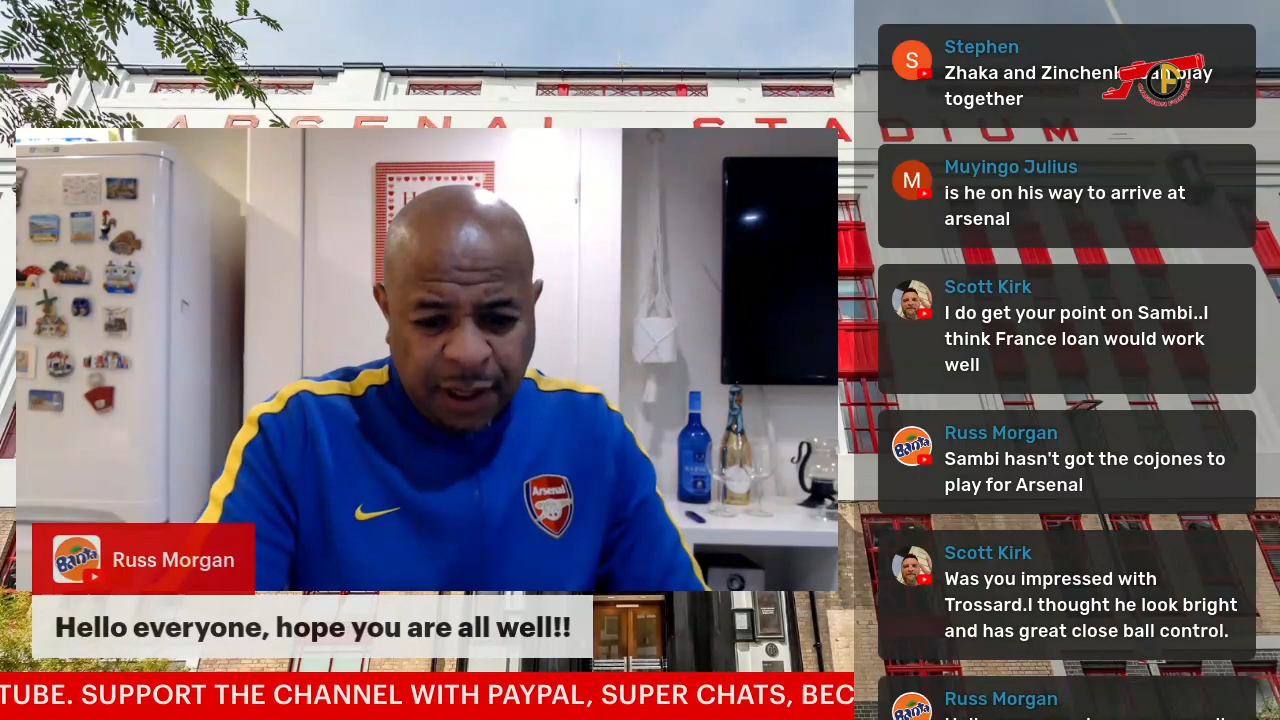 ARSENAL STADIUM
Arsenal
Russ Morgan
Hello everyone, hope you are all well!!
TUBE. SUPPORT THE CHANNEL WITH PAYPAL, SUPER CHATS, BEC
S
Stephen
Zhaka and Zinchenk play
together
M
Muyingo Julius
is he on his way to arrive at
arsenal
Scott Kirk
I do get your point on Sambi..I
think France loan would work
well
Russ Morgan
Sambi hasn't got the cojones to
play for Arsenal
Scott Kirk
Was you impressed with
Trossard.I thought he look bright
and has great close ball control.
Russ Morgan